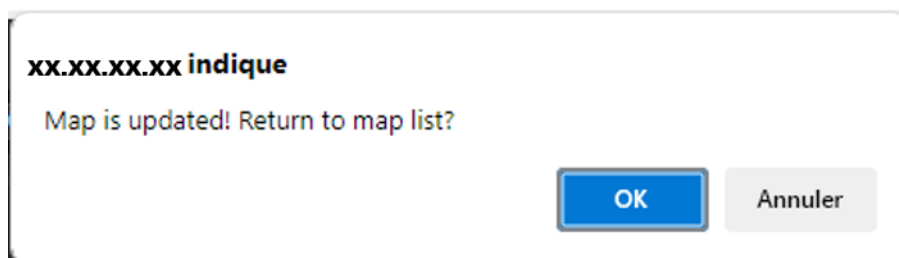 xx.xx.xx.xx indique
Map is updated! Return to map list?
OK
Annuler